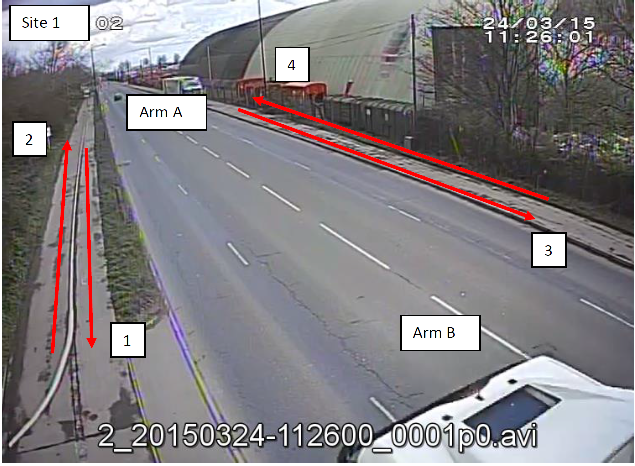 Site 1
02
24/03/15
11:26:01
4
Arm A
2
3
1
Arm B
2_20150324-112600_0001p0.avi